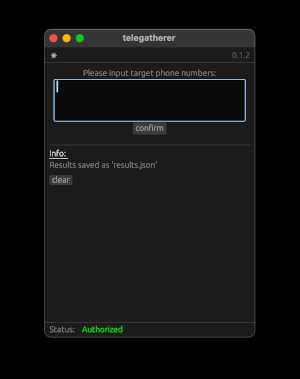 telegatherer
0.1.2
Please input target phone numbers:
confirm
Info:
Results saved as 'results.json'
clear
Status: Authorized